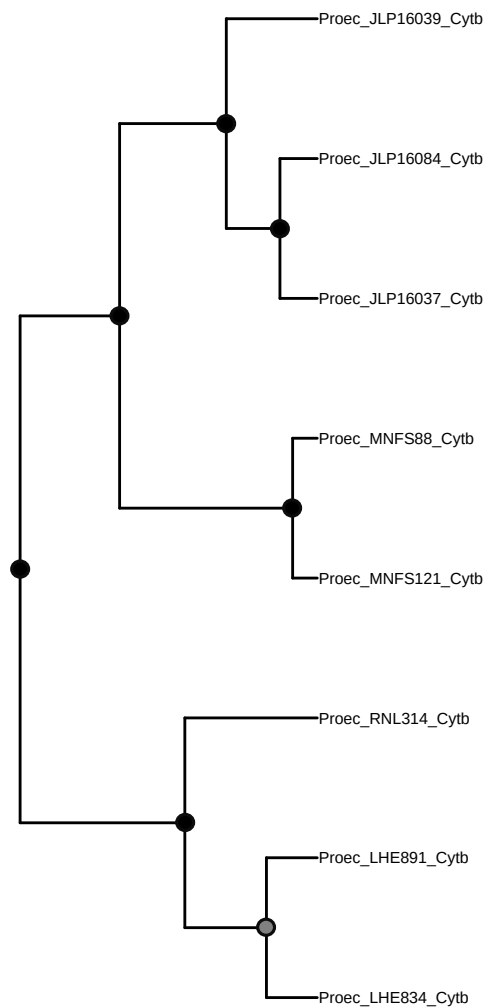 Proec_JLP16039_Cytb
Proec_JLP16084_Cytb
Proec_JLP16037_Cytb
Proec_MNFS88_Cytb
Proec_MNFS121_Cytb
Proec_RNL314_Cytb
Proec_LHE891_Cytb
Proec_LHE834_Cytb